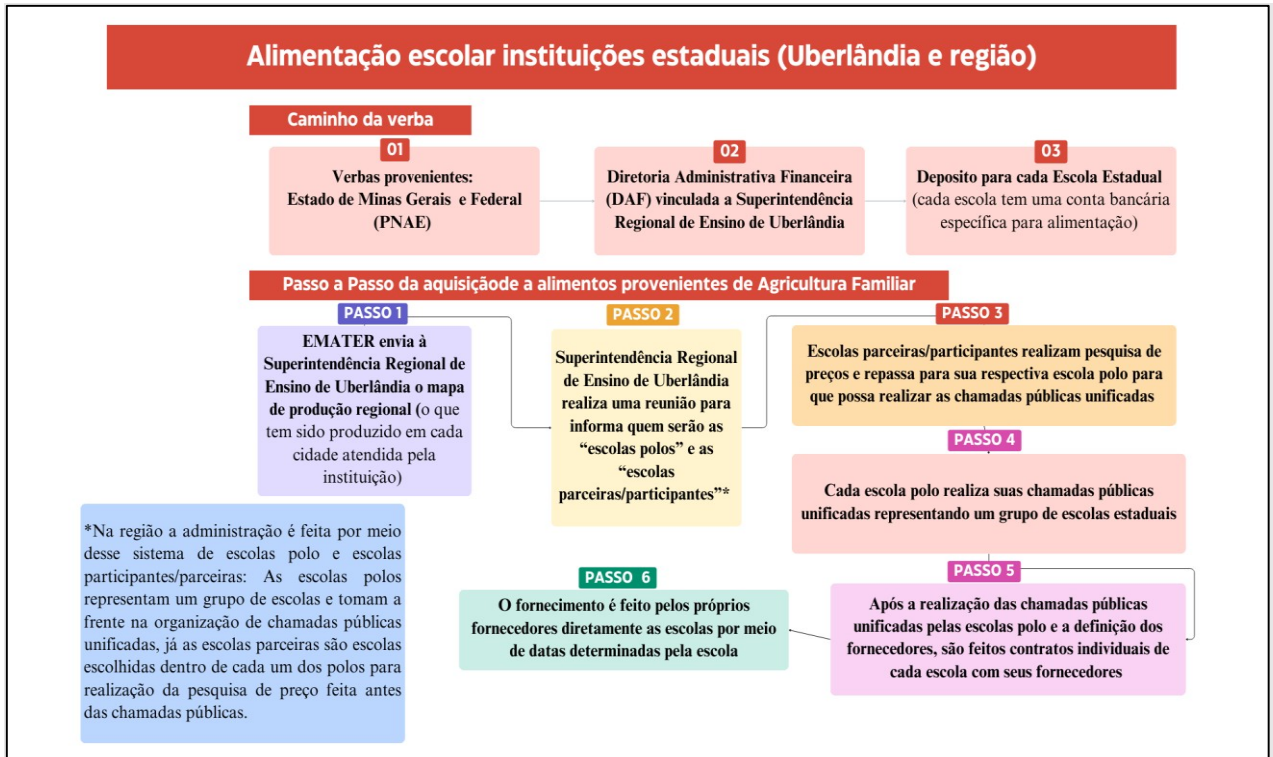 Alimentação escolar instituições estaduais (Uberlândia e região)
Caminho da verba
01
Verbas provenientes:
Estado de Minas Gerais e Federal
(PNAE)
02
Diretoria Administrativa Financeira
(DAF) vinculada a Superintendência
Regional de Ensino de Uberlândia
03
Deposito para cada Escola Estadual
(cada escola tem uma conta bancária
específica para alimentação)
Passo a Passo da aquisiçãode a alimentos provenientes de Agricultura Familiar
PASSO 1
EMATER envia à
Superintendência Regional de
Ensino de Uberlândia o mapa
de produção regional (o que
tem sido produzido em cada
cidade atendida pela
instituição)
PASSO 2
Superintendência Regional
de Ensino de Uberlândia
realiza uma reunião para
informa quem serão as
“escolas polos” e as
“escolas
parceiras/participantes”*
PASSO 3
Escolas parceiras/participantes realizam pesquisa de
preços e repassa para sua respectiva escola polo para
que possa realizar as chamadas públicas unificadas
PASSO 4
Cada escola polo realiza suas chamadas públicas
unificadas representando um grupo de escolas estaduais
PASSO 5
Após a realização das chamadas públicas
unificadas pelas escolas polo e a definição dos
fornecedores, são feitos contratos individuais de
cada escola com seus fornecedores
PASSO 6
O fornecimento é feito pelos próprios
fornecedores diretamente as escolas por meio
de datas determinadas pela escola
*Na região a administração é feita por meio
desse sistema de escolas polo e escolas
participantes/parceiras: As escolas polos
representam um grupo de escolas e tomam a
frente na organização de chamadas públicas
unificadas, já as escolas parceiras são escolas
escolhidas dentro de cada um dos polos para
realização da pesquisa de preço feita antes
das chamadas públicas.